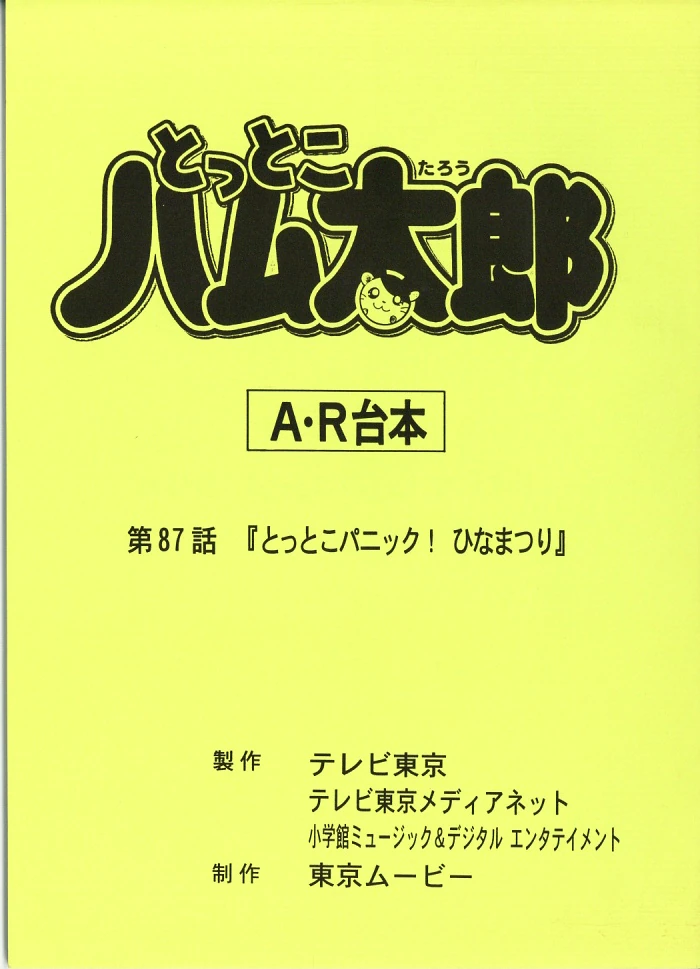 とっとこ
ハム太郎
たろう
A・R台本
第87話 『とっとこパニック! ひなまつり』
製作 テレビ東京
テレビ東京メディアネット
小学館ミュージック&デジタル エンタテイメント
制作 東京ムービー